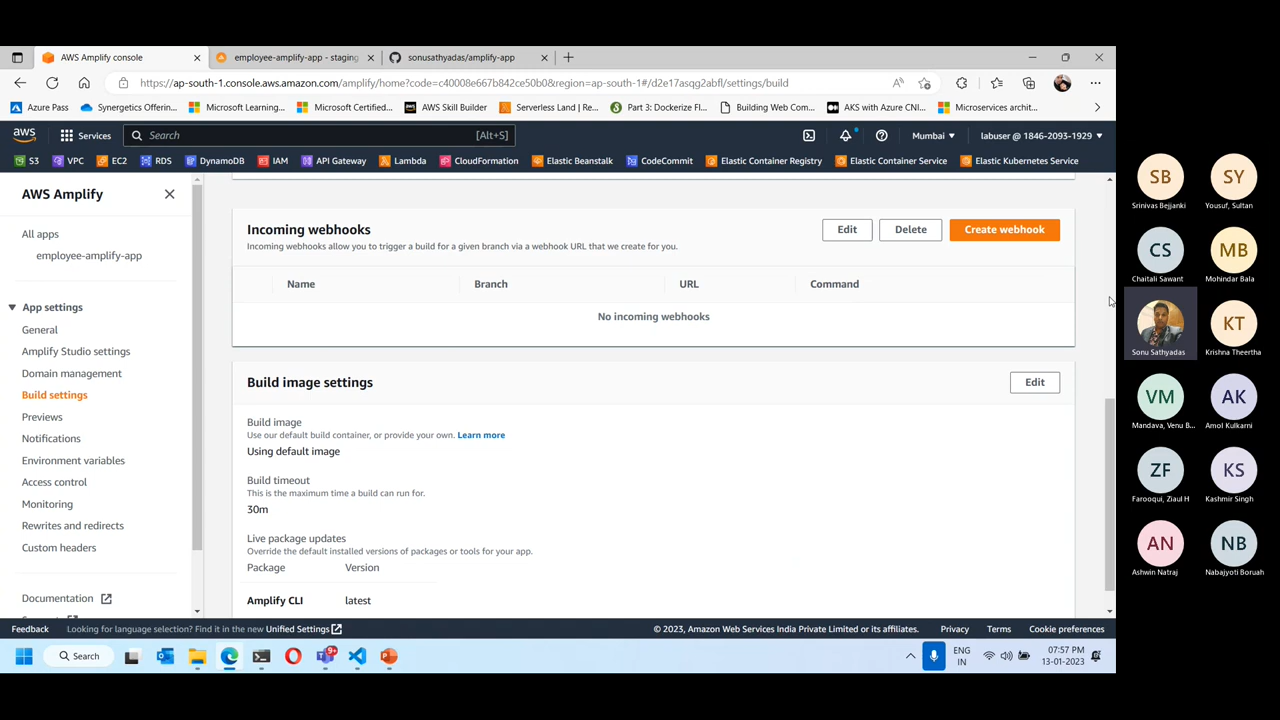 AWS Amplify console
employee-amplify-app - staging
sonusathyadas/amplify-app
https://ap-south-1.console.aws.amazon.com/amplify/home?code=c40008e667b842ce50b0&region=ap-south-1#/d2e17asqg2abfl/settings/build
Azure Pass
Synergetics Offering...
Microsoft Learning...
Microsoft Certified...
AWS Skill Builder
Serverless Land | Re...
Part 3: Dockerize Fl...
Building Web Com...
AKS with Azure CNI...
Microservices archit...
aws
Services
Search
[Alt+S]
Mumbai
labuser @ 1846-2093-1929
S3
VPC
EC2
RDS
DynamoDB
IAM
API Gateway
Lambda
CloudFormation
Elastic Beanstalk
CodeCommit
Elastic Container Registry
Elastic Container Service
Elastic Kubernetes Service
AWS Amplify
All apps
employee-amplify-app
App settings
General
Amplify Studio settings
Domain management
Build settings
Previews
Notifications
Environment variables
Access control
Monitoring
Rewrites and redirects
Custom headers
Documentation
Incoming webhooks
Incoming webhooks allow you to trigger a build for a given branch via a webhook URL that we create for you.
Edit
Delete
Create webhook
Name
Branch
URL
Command
No incoming webhooks
Build image settings
Edit
Build image
Use our default build container, or provide your own. Learn more
Using default image
Build timeout
This is the maximum time a build can run for.
30m
Live package updates
Override the default installed versions of packages or tools for your app.
Package
Version
Amplify CLI
latest
Feedback
Looking for language selection? Find it in the new Unified Settings
© 2023, Amazon Web Services India Private Limited or its affiliates.
Privacy
Terms
Cookie preferences
Search
9+
ENG
IN
07:57 PM
13-01-2023
SB
Srinivas Bejjanki
SY
Yousuf, Sultan
CS
Chaitali Sawant
MB
Mohindar Bala
Sonu Sathyadas
KT
Krishna Theertha
VM
Mandava, Venu B...
AK
Amol Kulkarni
ZF
Farooqui, Ziaul H
KS
Kashmir Singh
AN
Ashwin Natraj
NB
Nabajyoti Boruah